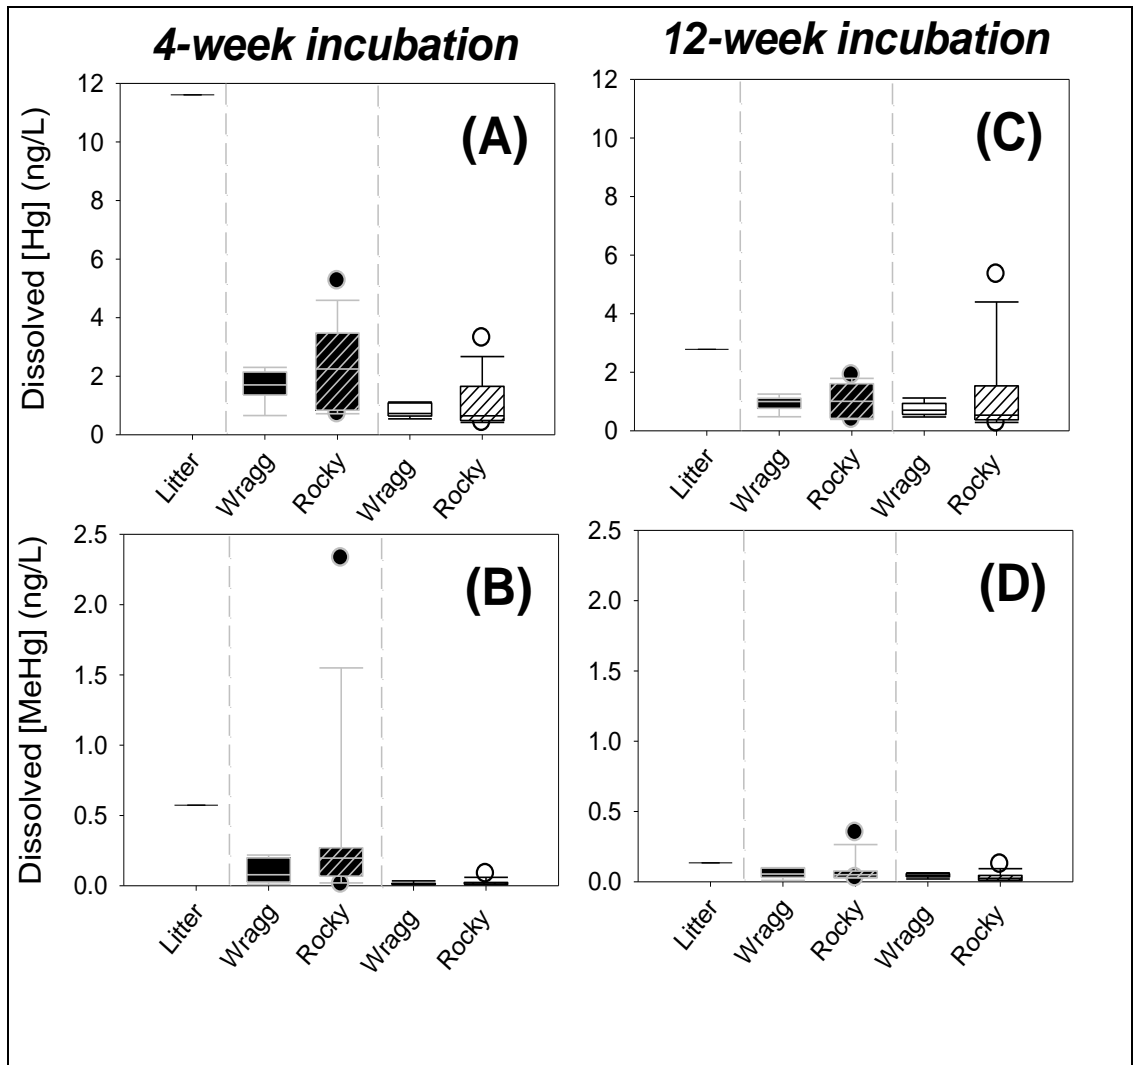 4-week incubation
12-week incubation
Dissolved [Hg] (ng/L)
12
10
8
6
4
2
0
(A)
Litter
Wragg
Rocky
Wragg
Rocky
12
10
8
6
4
2
0
(C)
Litter
Wragg
Rocky
Wragg
Rocky
Dissolved [MeHg] (ng/L)
2.5
2.0
1.5
1.0
0.5
0.0
(B)
Litter
Wragg
Rocky
Wragg
Rocky
2.5
2.0
1.5
1.0
0.5
0.0
(D)
Litter
Wragg
Rocky
Wragg
Rocky